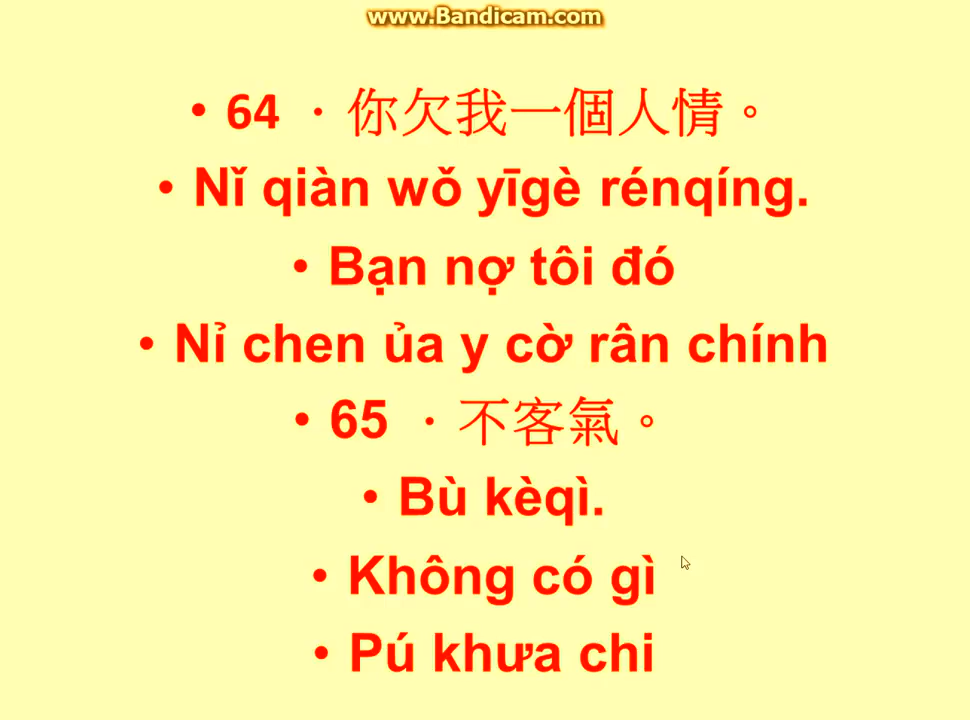 www.Bandicam.com
• 64 ．你欠我一個人情。
• Nǐ qiàn wǒ yīgè rénqíng.
• Bạn nợ tôi đó
• Nỉ chen ủa y cờ rân chính
• 65 ．不客氣。
• Bù kèqì.
• Không có gì
• Pú khưa chi